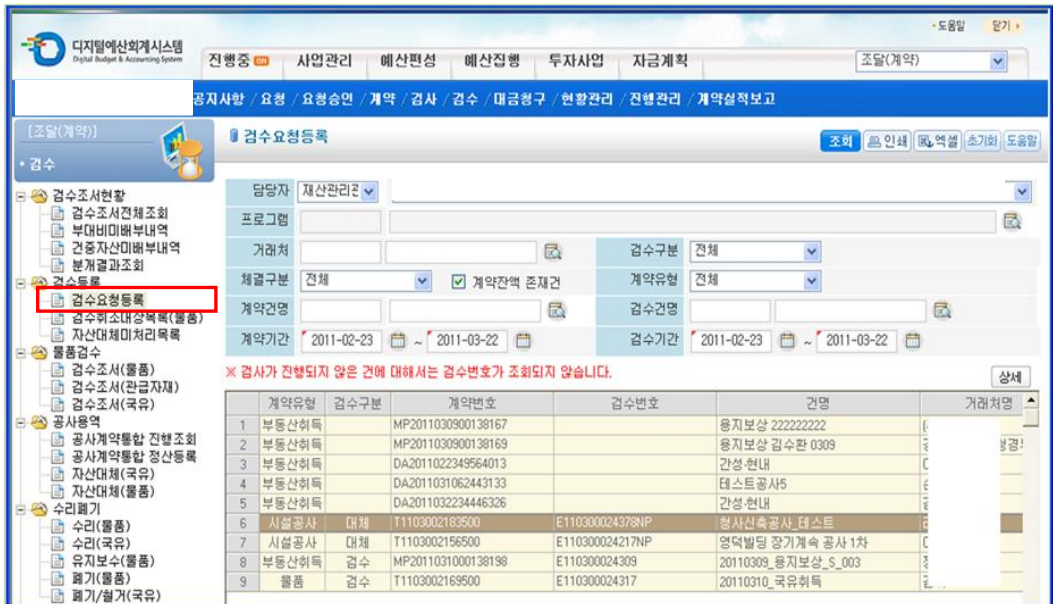 - 도움말 닫기
디지털예산회계시스템
Digital Budget & Accounting System
진행중 ON 사업관리 예산편성 예산집행 투자사업 자금계획 조달(계약)
공지사항 / 요청 / 요청승인 / 계약 / 검사 / 검수 / 대금청구 / 현황관리 / 진행관리 / 계약실적보고
[조달(계약)]
• 검수
검수조서현황
검수조서전체조회
부대비미배부내역
건중자산미배부내역
분개결과조회
검수등록
검수요청등록
검수취소대상목록(물품)
자산대체미처리목록
물품검수
검수조서(물품)
검수조서(관급자재)
검수조서(국유)
공사용역
공사계약통합 진행조회
공사계약통합 정산등록
자산대체(국유)
자산대체(물품)
수리폐기
수리(물품)
수리(국유)
유지보수(물품)
폐기(물품)
폐기/철거(국유)
검수요청등록
조회 인쇄 엑셀 초기화 도움말
담당자 재산관리관
프로그램
거래처 검수구분 전체
체결구분 전체 계약잔액 존재건 계약유형 전체
계약건명 검수건명
계약기간 2011-02-23 ~ 2011-03-22 검수기간 2011-02-23 ~ 2011-03-22
※ 검사가 진행되지 않은 건에 대해서는 검수번호가 조회되지 않습니다.
상세
계약유형 검수구분 계약번호 검수번호 건명 거래처명
1 부동산취득 MP2011030900138167 용지보상 222222222
2 부동산취득 MP2011030900138169 용지보상 김수환 0309
3 부동산취득 DA2011022349564013 간성·현내
4 부동산취득 DA2011031062443133 테스트공사5
5 부동산취득 DA2011032234446326 간성·현내
6 시설공사 대체 T1103002183500 E110300024378NP 청사신축공사_테스트
7 시설공사 대체 T1103002156500 E110300024217NP 영덕빌딩 장기계속 공사 1차
8 부동산취득 검수 MP2011031000138198 E110300024309 20110309_용지보상_S_003
9 물품 검수 T1103002169500 E110300024317 20110310_국유취득